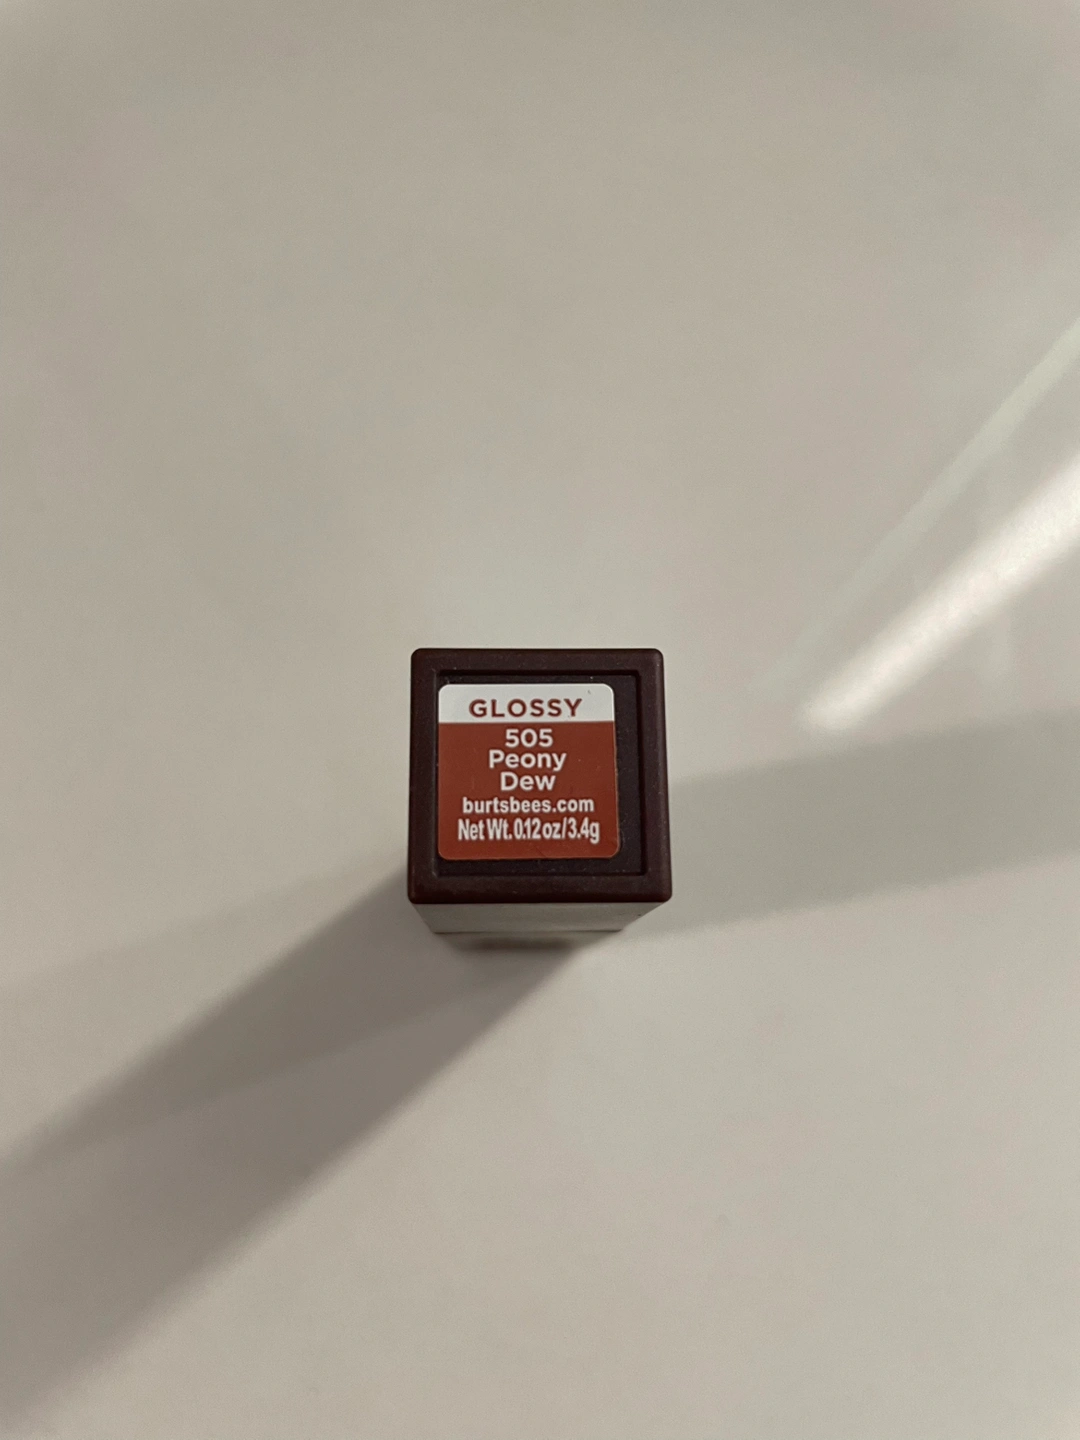 GLOSSY
505
Peony
Dew
burtsbees.com
Net Wt. 0.12 oz/3.4g